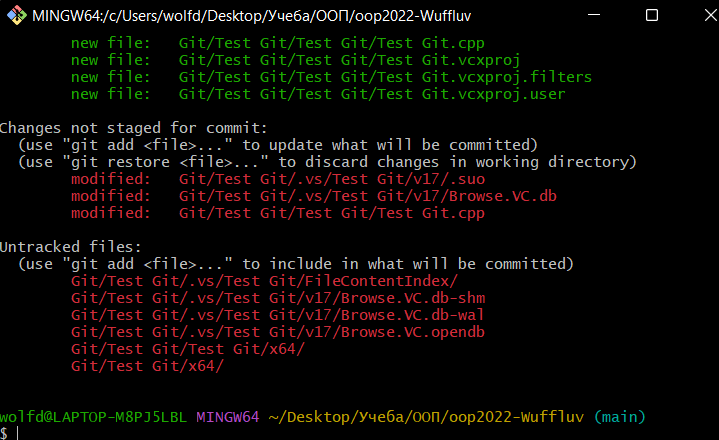 MINGW64:/c/Users/wolfd/Desktop/Учеба/ООП/oop2022-Wuffluv
new file:   Git/Test Git/Test Git/Test Git.cpp
new file:   Git/Test Git/Test Git/Test Git.vcxproj
new file:   Git/Test Git/Test Git/Test Git.vcxproj.filters
new file:   Git/Test Git/Test Git/Test Git.vcxproj.user
Changes not staged for commit:
(use "git add <file>..." to update what will be committed)
(use "git restore <file>..." to discard changes in working directory)
modified:   Git/Test Git/.vs/Test Git/v17/.suo
modified:   Git/Test Git/.vs/Test Git/v17/Browse.VC.db
modified:   Git/Test Git/Test Git/Test Git.cpp
Untracked files:
(use "git add <file>..." to include in what will be committed)
Git/Test Git/.vs/Test Git/FileContentIndex/
Git/Test Git/.vs/Test Git/v17/Browse.VC.db-shm
Git/Test Git/.vs/Test Git/v17/Browse.VC.db-wal
Git/Test Git/.vs/Test Git/v17/Browse.VC.opendb
Git/Test Git/Test Git/x64/
Git/Test Git/x64/
wolfd@LAPTOP-M8PJ5LBL MINGW64 ~/Desktop/Учеба/ООП/oop2022-Wuffluv (main)
$